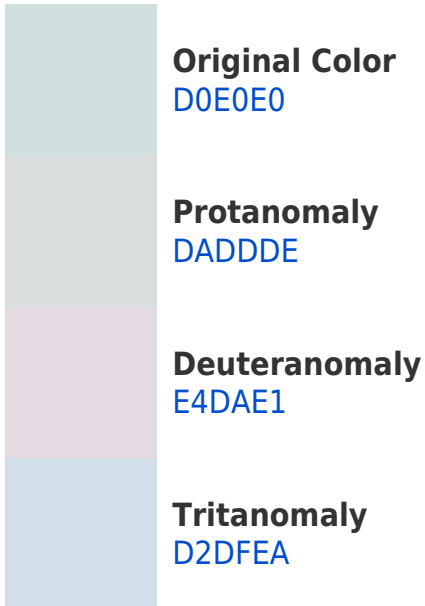 Original Color
D0E0E0
Protanomaly
DADDDE
Deuteranomaly
E4DAE1
Tritanomaly
D2DFEA